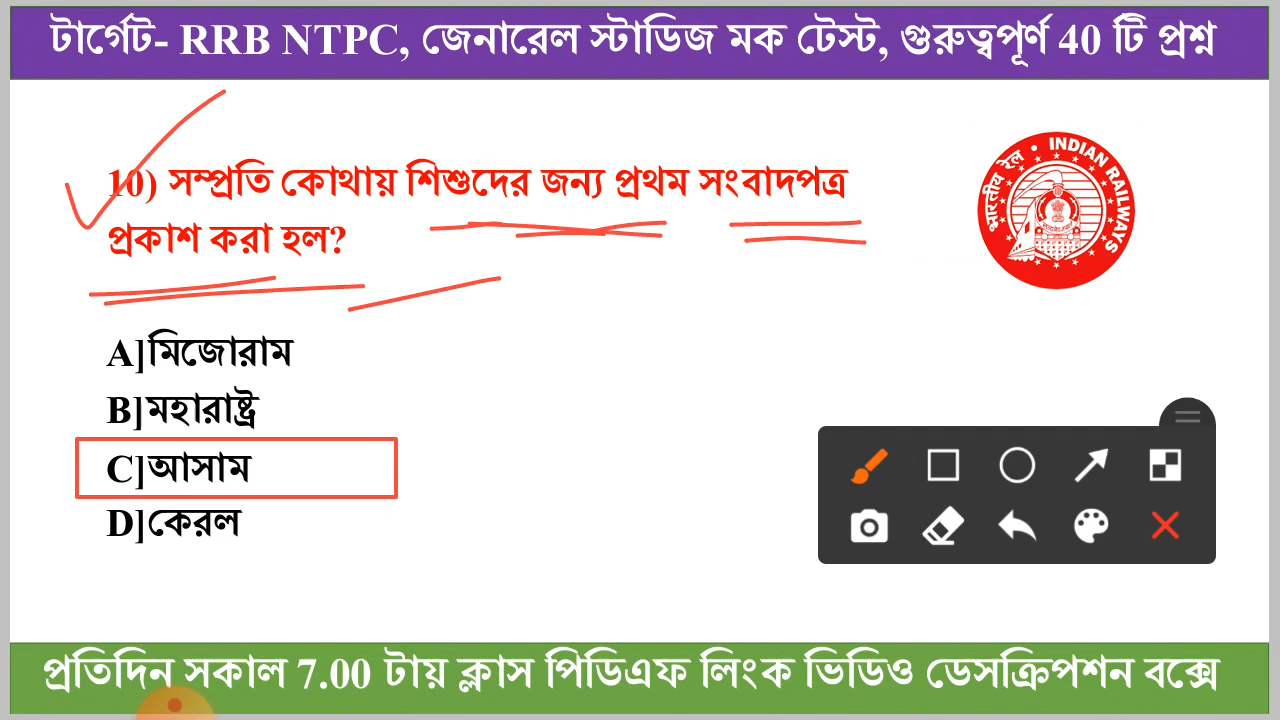 টার্গেট- RRB NTPC, জেনারেল স্টাডিজ মক টেস্ট, গুরুত্বপূর্ণ 40 টি প্রশ্ন
10) সম্প্রতি কোথায় শিশুদের জন্য প্রথম সংবাদপত্র
প্রকাশ করা হল?
A]মিজোরাম
B]মহারাষ্ট্র
C]আসাম
D]কেরল
भारतीय रेल • INDIAN RAILWAYS
প্রতিদিন সকাল 7.00 টায় ক্লাস পিডিএফ লিংক ভিডিও ডেসক্রিপশন বক্সে